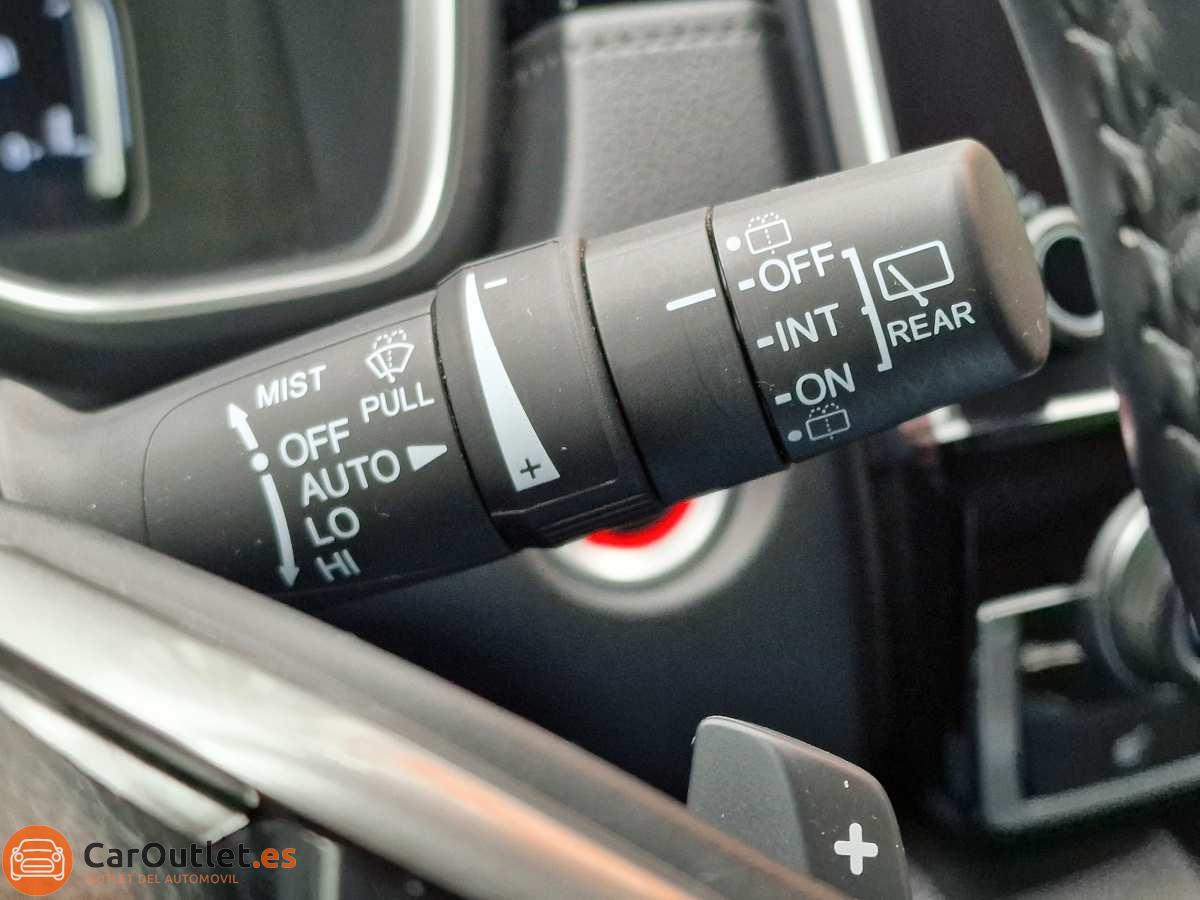 MIST
PULL
OFF
AUTO
LO
HI
−
+
OFF
INT
ON
REAR
+
CarOutlet.es
OUTLET DEL AUTOMOVIL